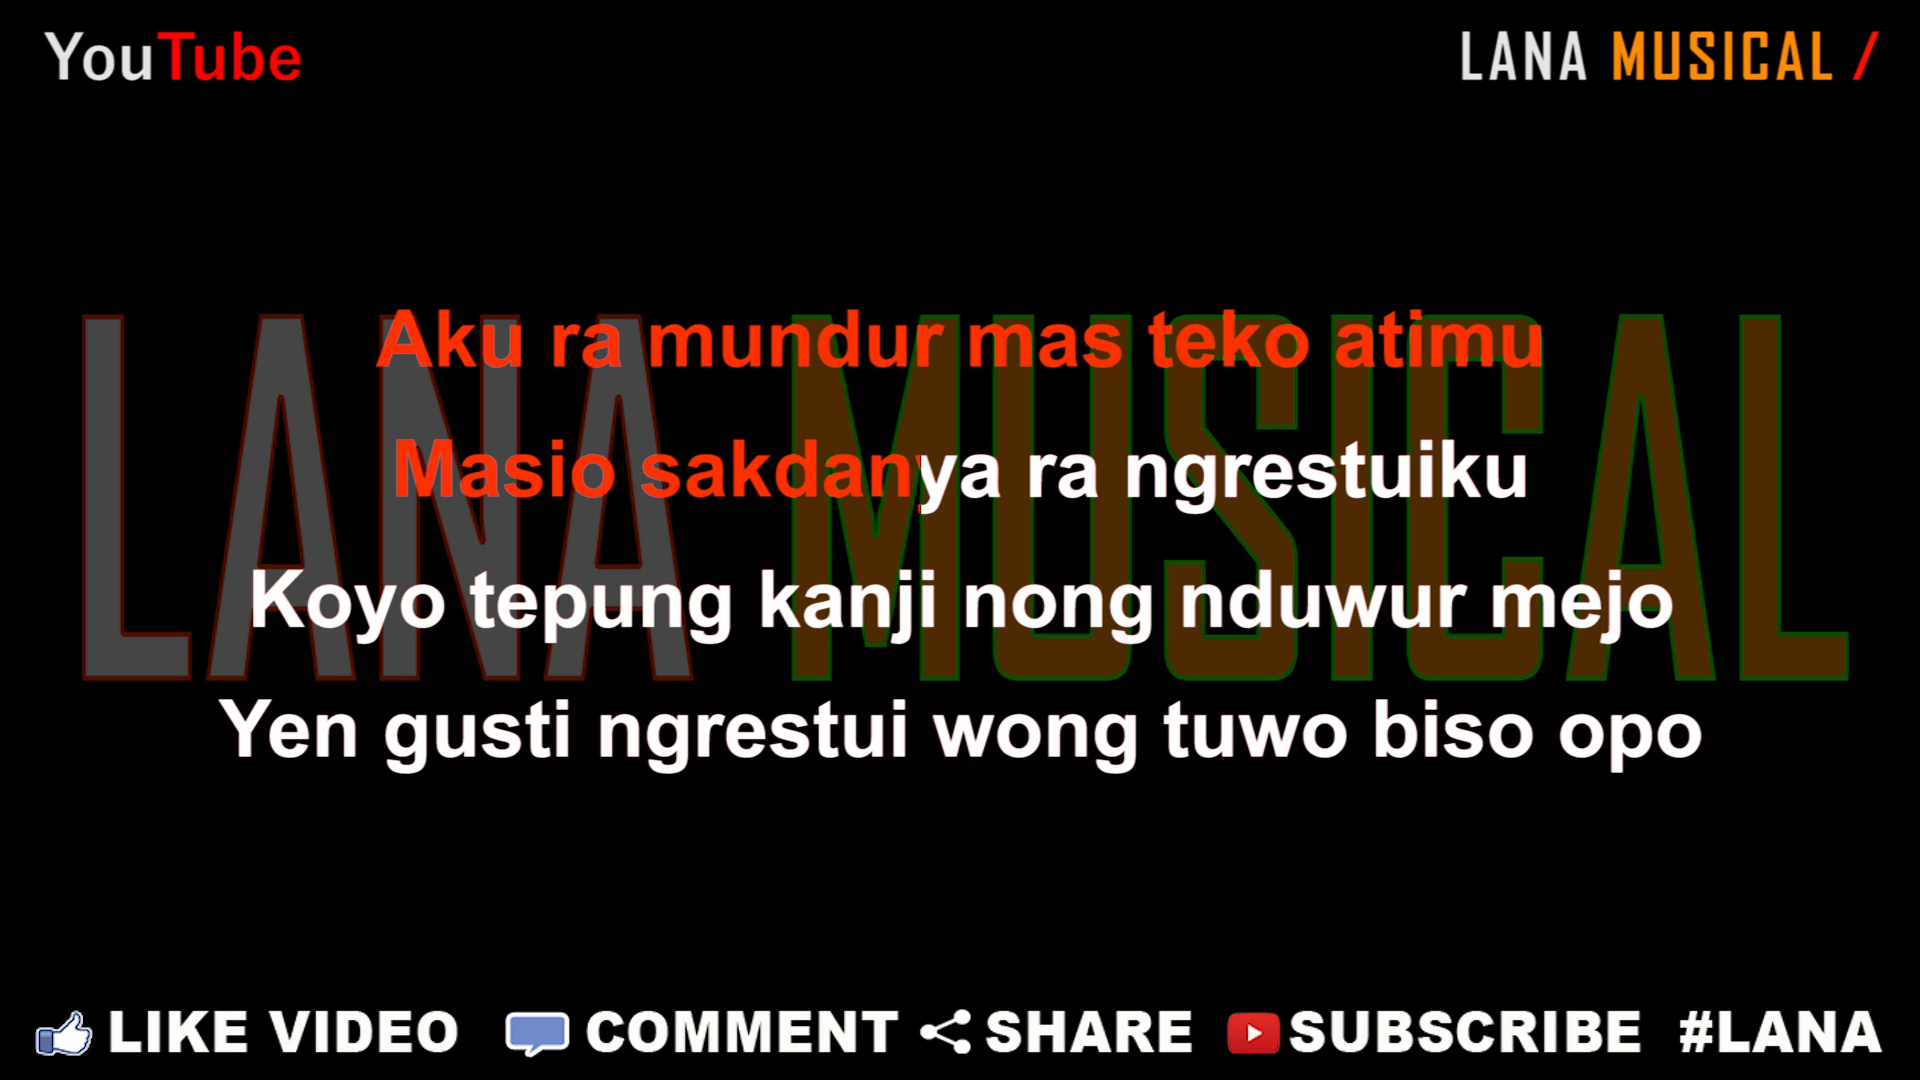 YouTube
LANA MUSICAL /
LANA MUSICAL
Aku ra mundur mas teko atimu
Masio sakdanya ra ngrestuiku
Koyo tepung kanji nong nduwur mejo
Yen gusti ngrestui wong tuwo biso opo
LIKE VIDEO COMMENT SHARE SUBSCRIBE #LANA